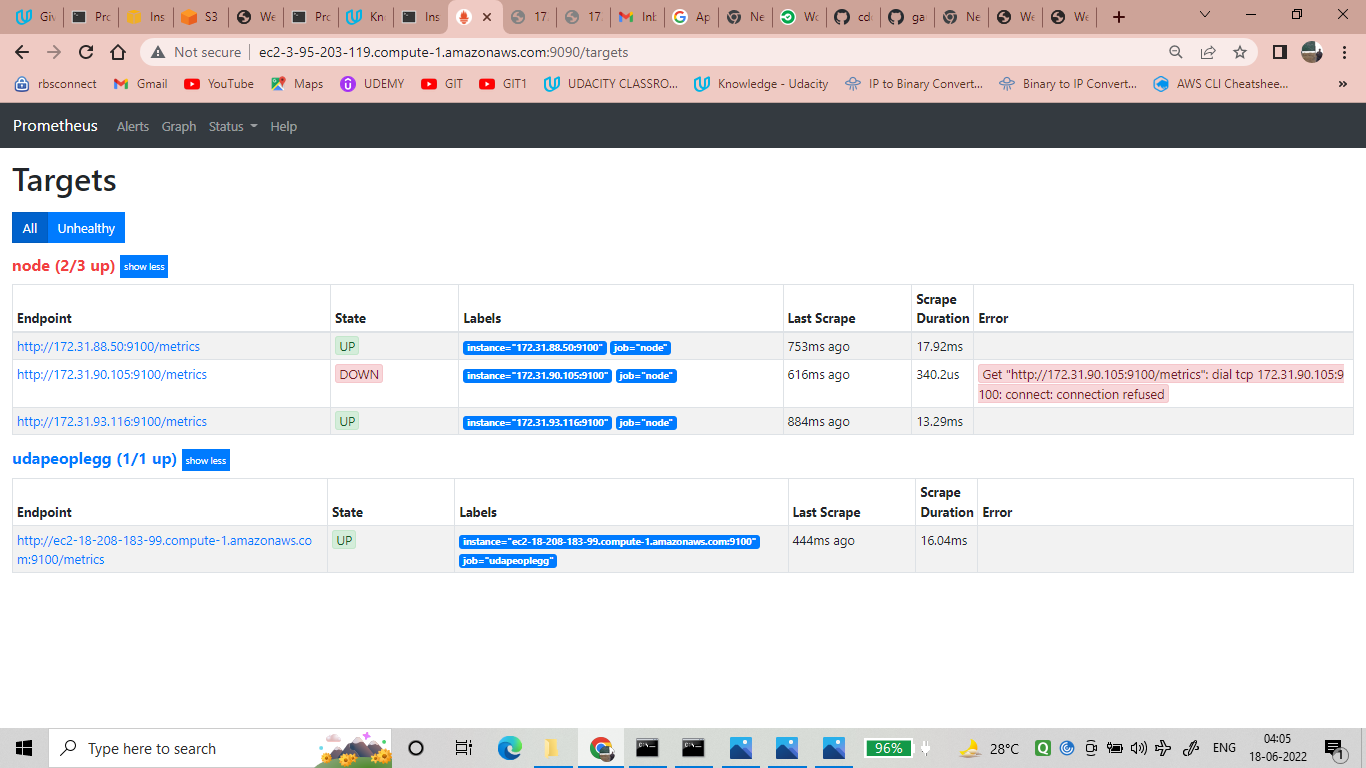 Giv Pro Ins S3 We Pro Kn Ins 17. 17. Inb Ap Ne Wo cd ga Ne We We
Not secure ec2-3-95-203-119.compute-1.amazonaws.com:9090/targets
rbsconnect Gmail YouTube Maps UDEMY GIT GIT1 UDACITY CLASSRO... Knowledge - Udacity IP to Binary Convert... Binary to IP Convert... AWS CLI Cheatshee... »
Prometheus Alerts Graph Status Help
Targets
All Unhealthy
node (2/3 up) show less
Endpoint State Labels Last Scrape Scrape Duration Error
http://172.31.88.50:9100/metrics UP instance="172.31.88.50:9100" job="node" 753ms ago 17.92ms
http://172.31.90.105:9100/metrics DOWN instance="172.31.90.105:9100" job="node" 616ms ago 340.2us Get "http://172.31.90.105:9100/metrics": dial tcp 172.31.90.105:9
100: connect: connection refused
http://172.31.93.116:9100/metrics UP instance="172.31.93.116:9100" job="node" 884ms ago 13.29ms
udapeoplegg (1/1 up) show less
Endpoint State Labels Last Scrape Scrape Duration Error
http://ec2-18-208-183-99.compute-1.amazonaws.co UP instance="ec2-18-208-183-99.compute-1.amazonaws.com:9100" 444ms ago 16.04ms
m:9100/metrics job="udapeoplegg"
Type here to search 96% 28°C ENG 04:05
18-06-2022 1